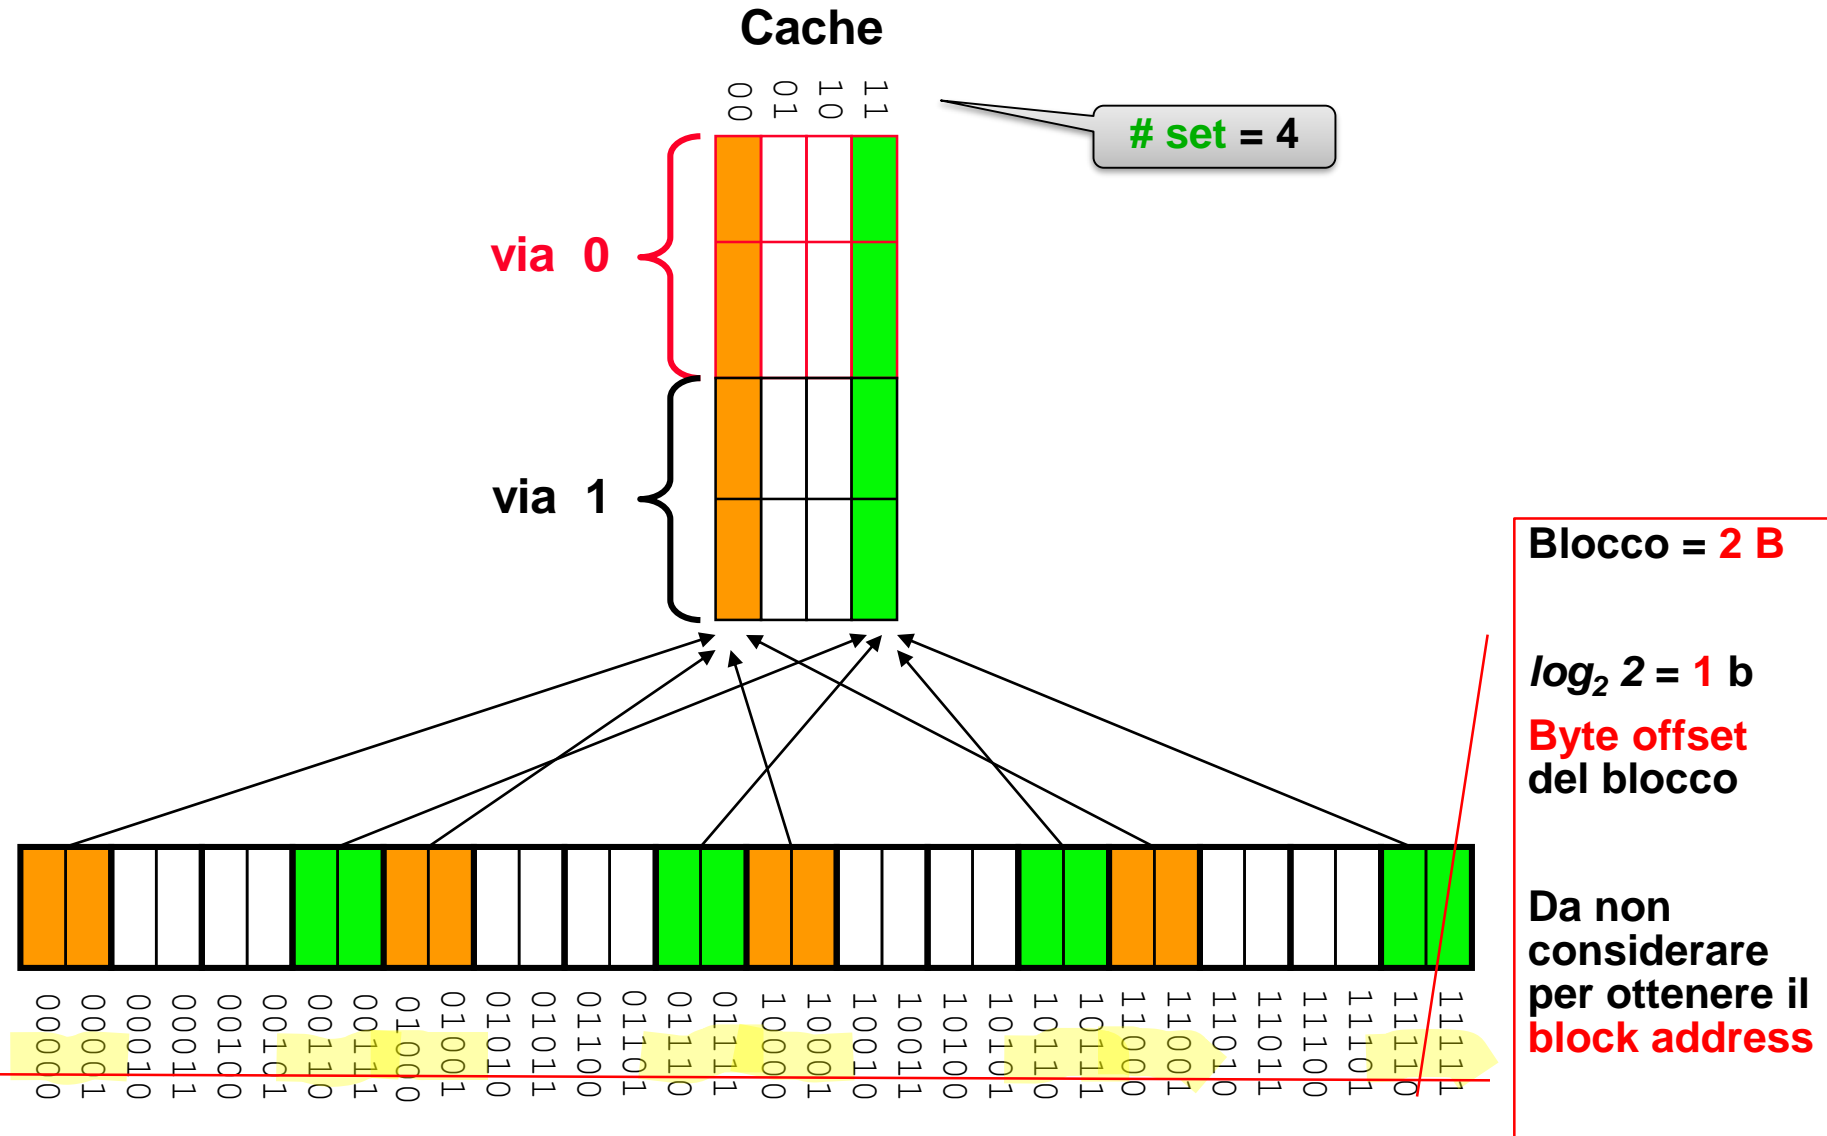 Cache
00 01 10 11
# set = 4
via 0
via 1
Blocco = 2 B
log₂ 2 = 1 b
Byte offset
del blocco
Da non
considerare
per ottenere il
block address
00000 00001 00010 00011 00100 00101 00110 00111 01000 01001 01010 01011 01100 01101 01110 01111 10000 10001 10010 10011 10100 10101 10110 10111 11000 11001 11010 11011 11100 11101 11110 11111